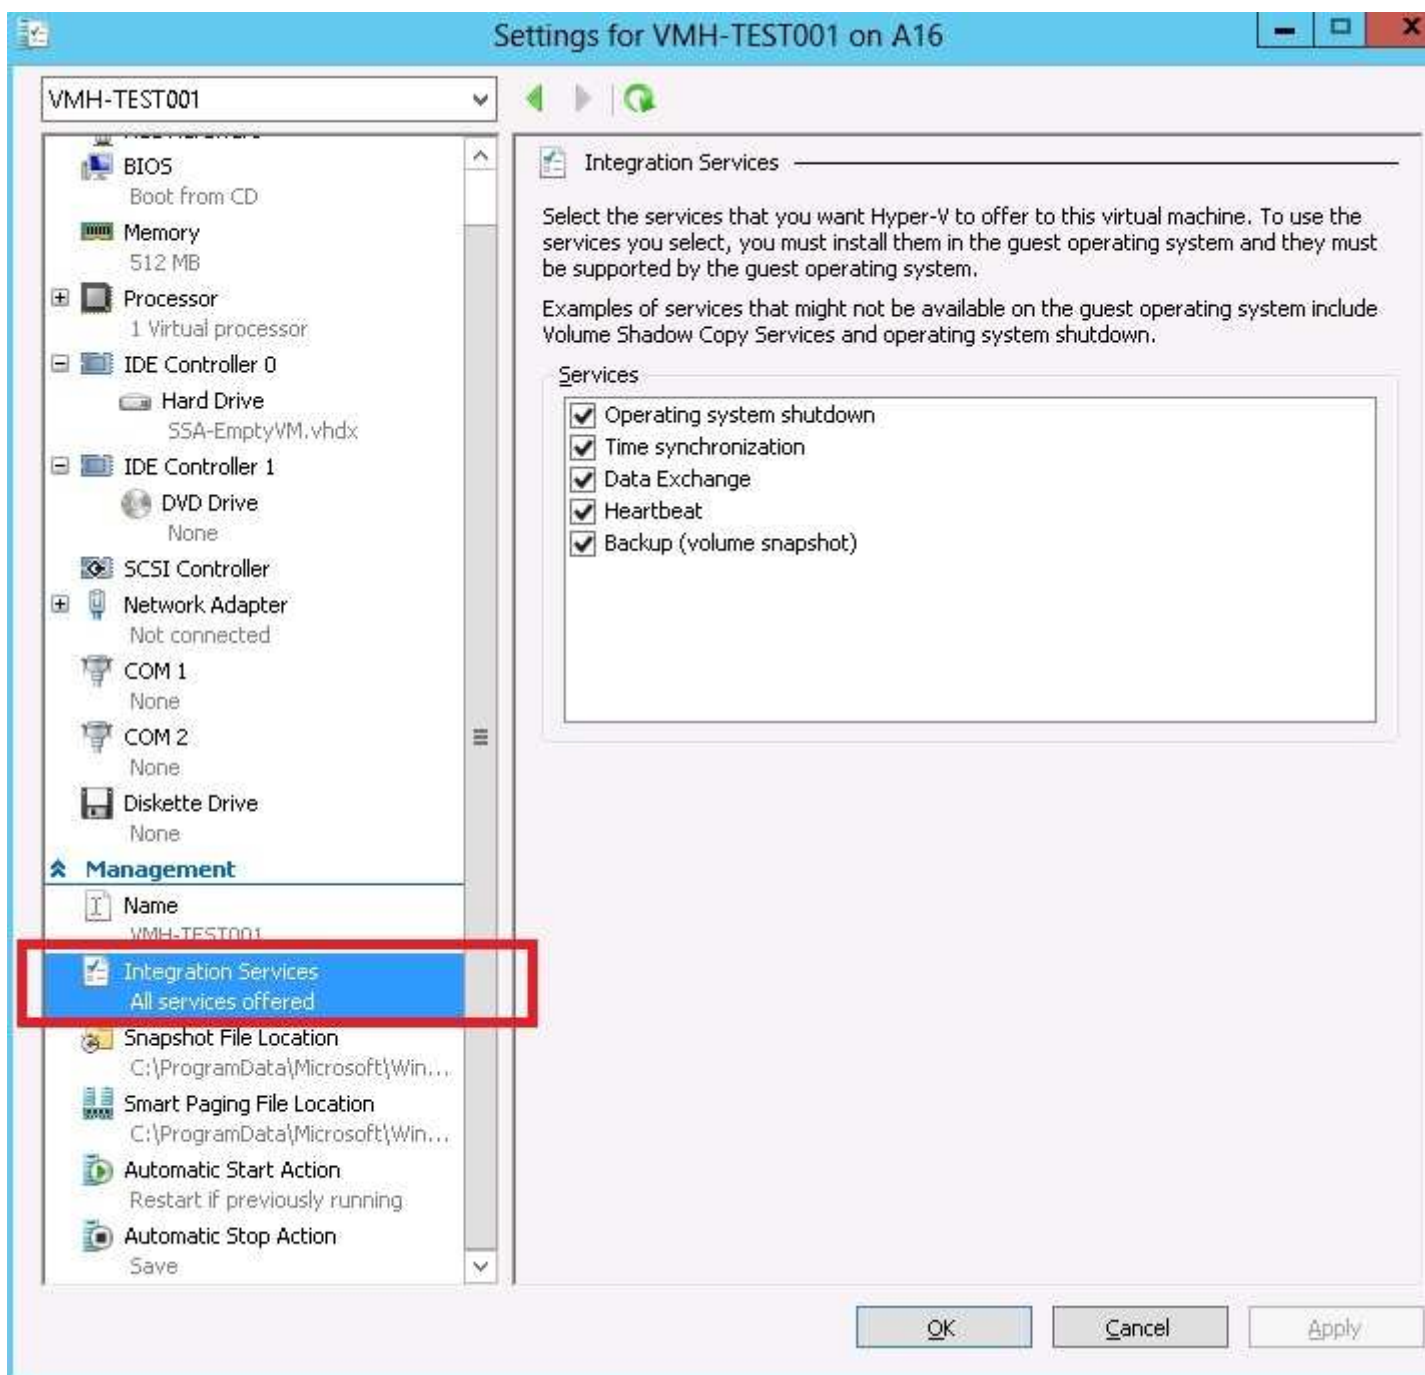 Settings for VMH-TEST001 on A16
VMH-TEST001
BIOS
Boot from CD
Memory
512 MB
Processor
1 Virtual processor
IDE Controller 0
Hard Drive
SSA-EmptyVM.vhdx
IDE Controller 1
DVD Drive
None
SCSI Controller
Network Adapter
Not connected
COM 1
None
COM 2
None
Diskette Drive
None
Management
Name
VMH-TEST001
Integration Services
All services offered
Snapshot File Location
C:\ProgramData\Microsoft\Win...
Smart Paging File Location
C:\ProgramData\Microsoft\Win...
Automatic Start Action
Restart if previously running
Automatic Stop Action
Save
Integration Services
Select the services that you want Hyper-V to offer to this virtual machine. To use the
services you select, you must install them in the guest operating system and they must
be supported by the guest operating system.
Examples of services that might not be available on the guest operating system include
Volume Shadow Copy Services and operating system shutdown.
Services
Operating system shutdown
Time synchronization
Data Exchange
Heartbeat
Backup (volume snapshot)
OK
Cancel
Apply